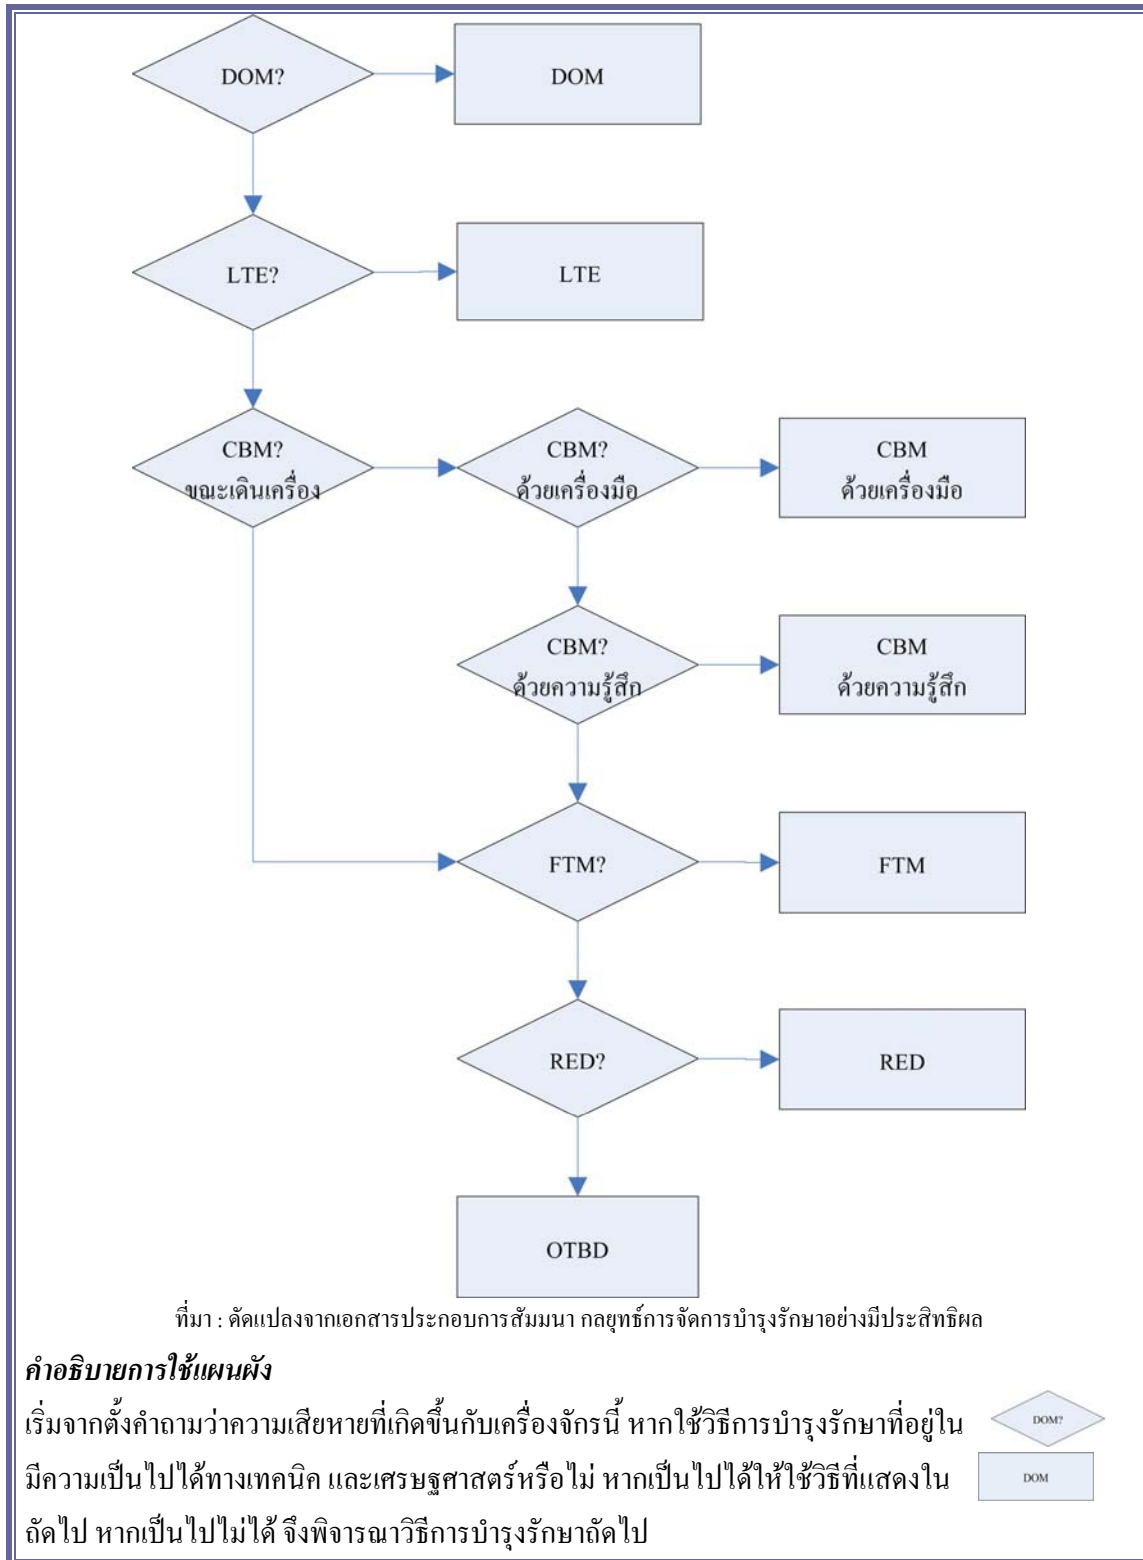 DOM?
DOM
LTE?
LTE
CBM?
ขณะเดินเครื่อง
CBM?
ด้วยเครื่องมือ
CBM
ด้วยเครื่องมือ
CBM?
ด้วยความรู้สึก
CBM
ด้วยความรู้สึก
FTM?
FTM
RED?
RED
OTBD
ที่มา : ดัดแปลงจากเอกสารประกอบการสัมมนา กลยุทธ์การจัดการบำรุงรักษาอย่างมีประสิทธิผล
คำอธิบายการใช้แผนผัง
เริ่มจากตั้งคำถามว่าความเสียหายที่เกิดขึ้นกับเครื่องจักรนี้ หากใช้วิธีการบำรุงรักษาที่อยู่ใน DOM?
มีความเป็นไปได้ทางเทคนิค และเศรษฐศาสตร์หรือไม่ หากเป็นไปได้ให้ใช้วิธีที่แสดงใน DOM
ถัดไป หากเป็นไปไม่ได้ จึงพิจารณาวิธีการบำรุงรักษาถัดไป